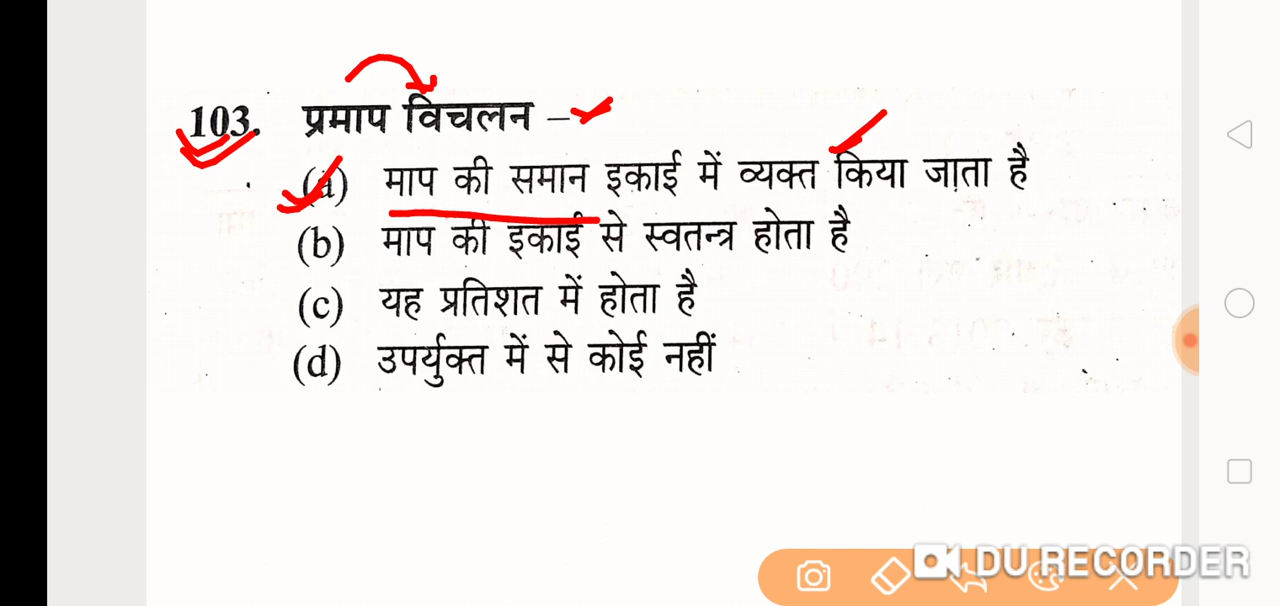 103. प्रमाप विचलन –
(a) माप की समान इकाई में व्यक्त किया जाता है
(b) माप की इकाई से स्वतन्त्र होता है
(c) यह प्रतिशत में होता है
(d) उपर्युक्त में से कोई नहीं
DU RECORDER